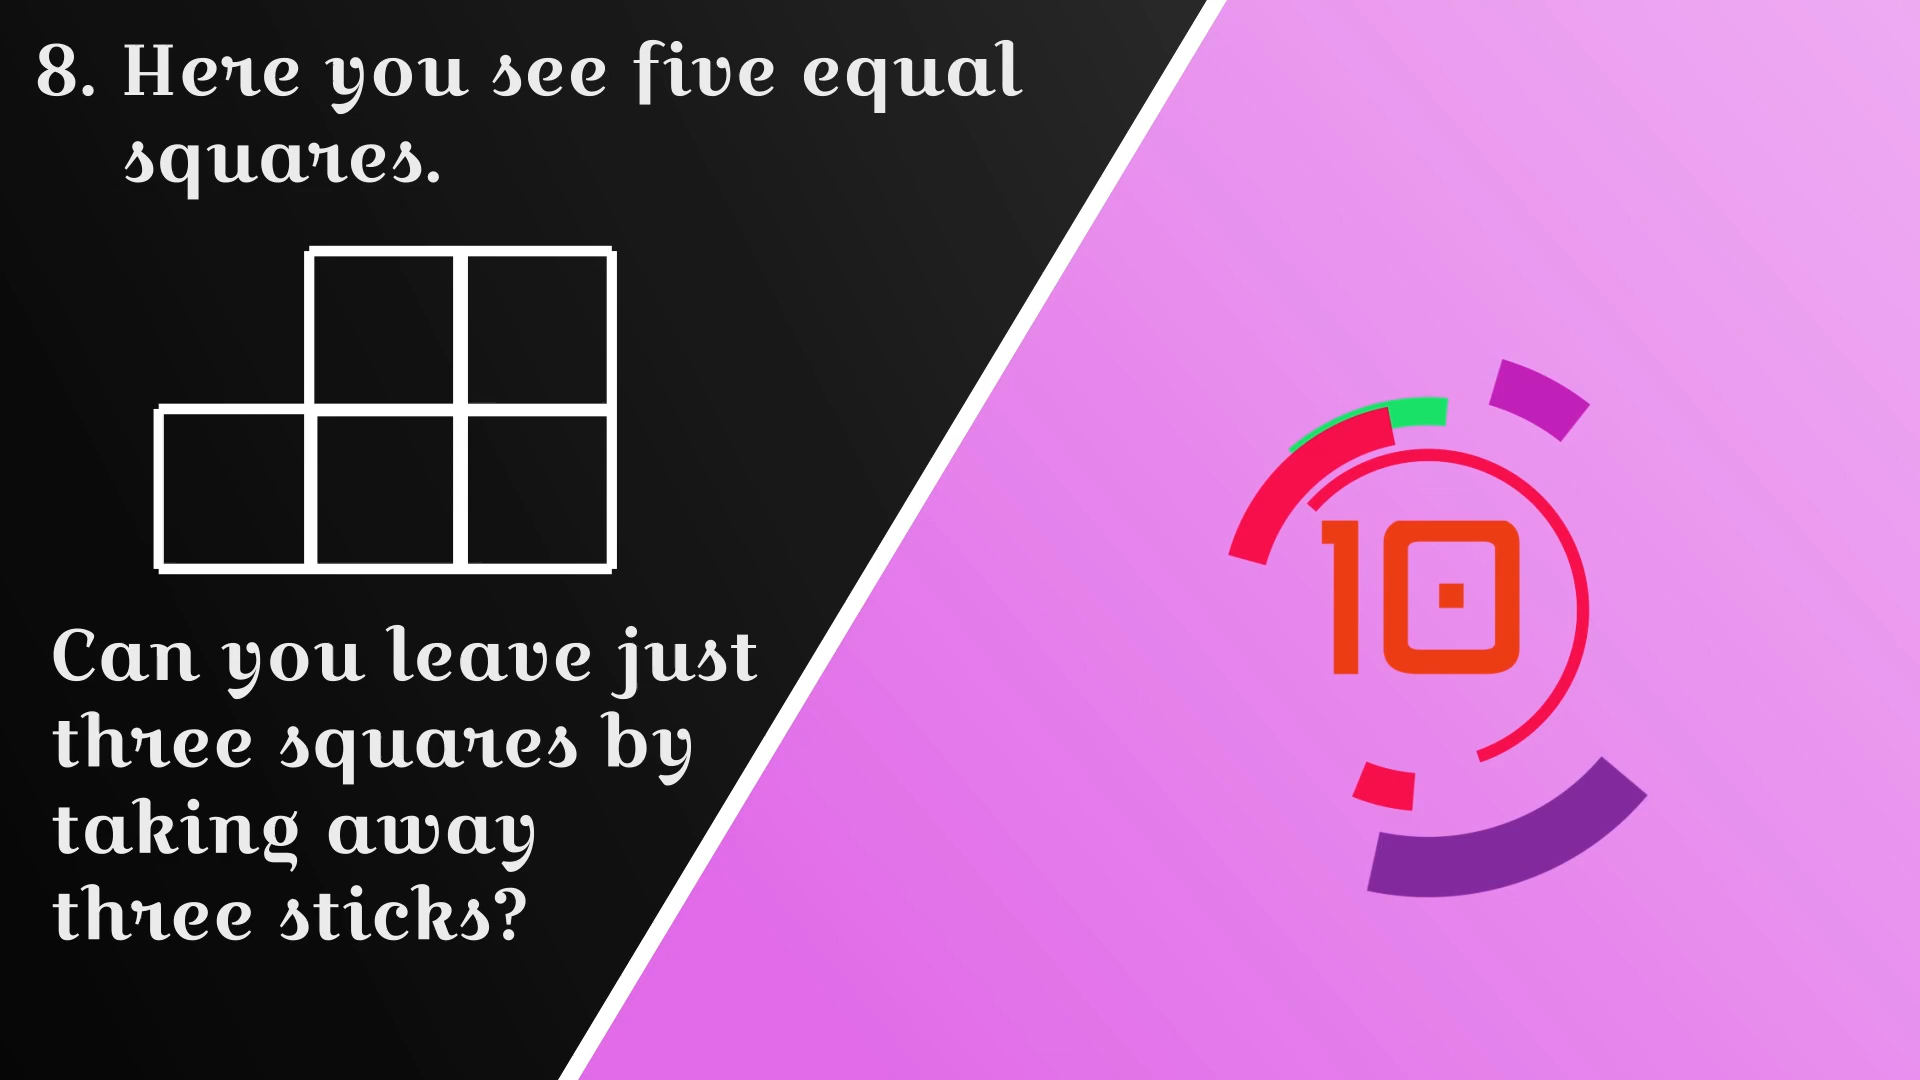 8. Here you see five equal
squares.
Can you leave just
three squares by
taking away
three sticks?
10